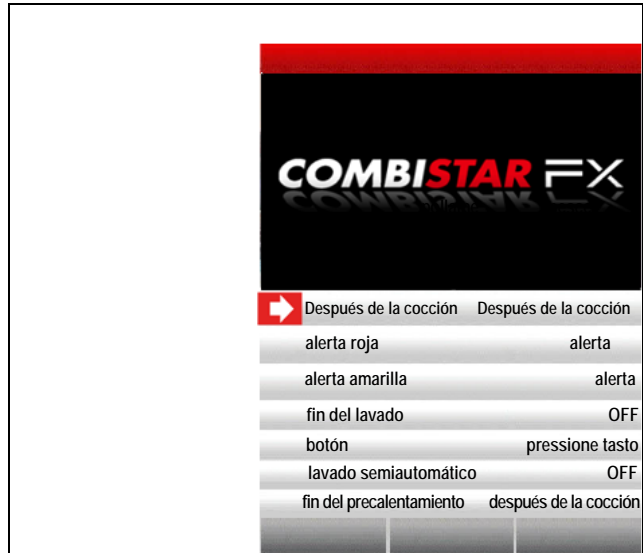 COMBISTAR FX
Después de la cocción Después de la cocción
alerta roja alerta
alerta amarilla alerta
fin del lavado OFF
botón pressione tasto
lavado semiautomático OFF
fin del precalentamiento después de la cocción